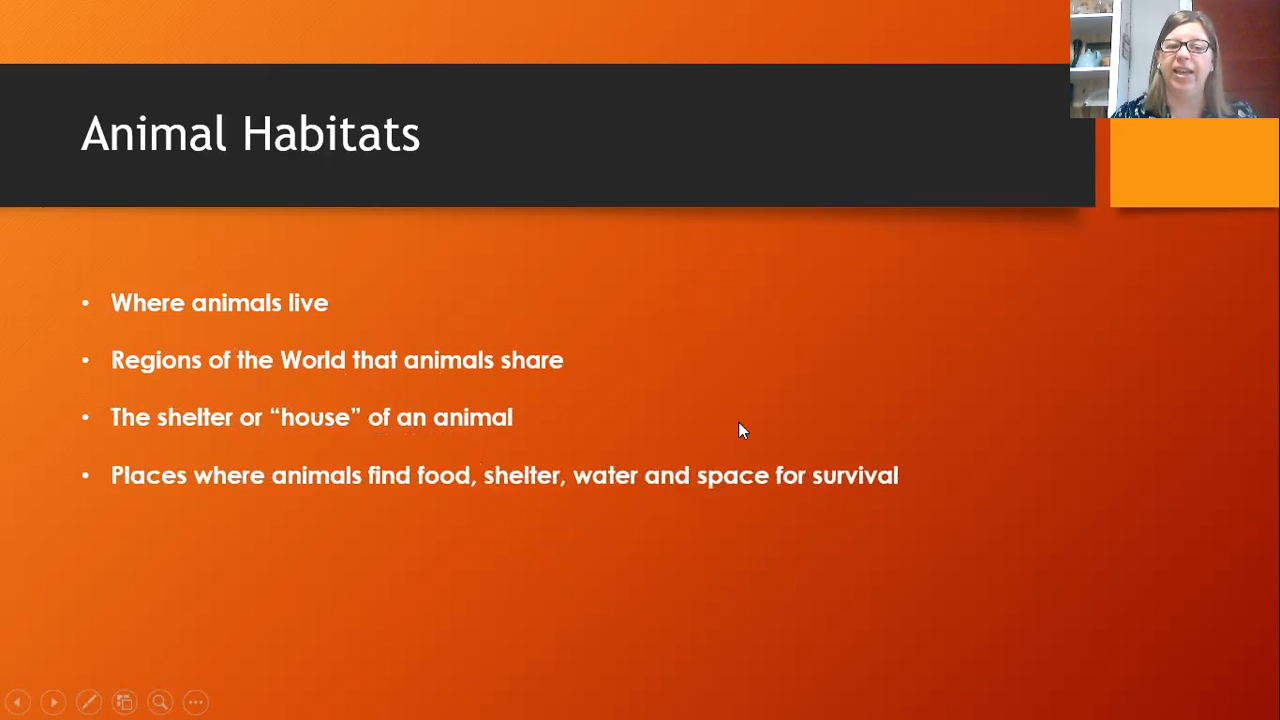 Animal Habitats
• Where animals live
• Regions of the World that animals share
• The shelter or “house” of an animal
• Places where animals find food, shelter, water and space for survival